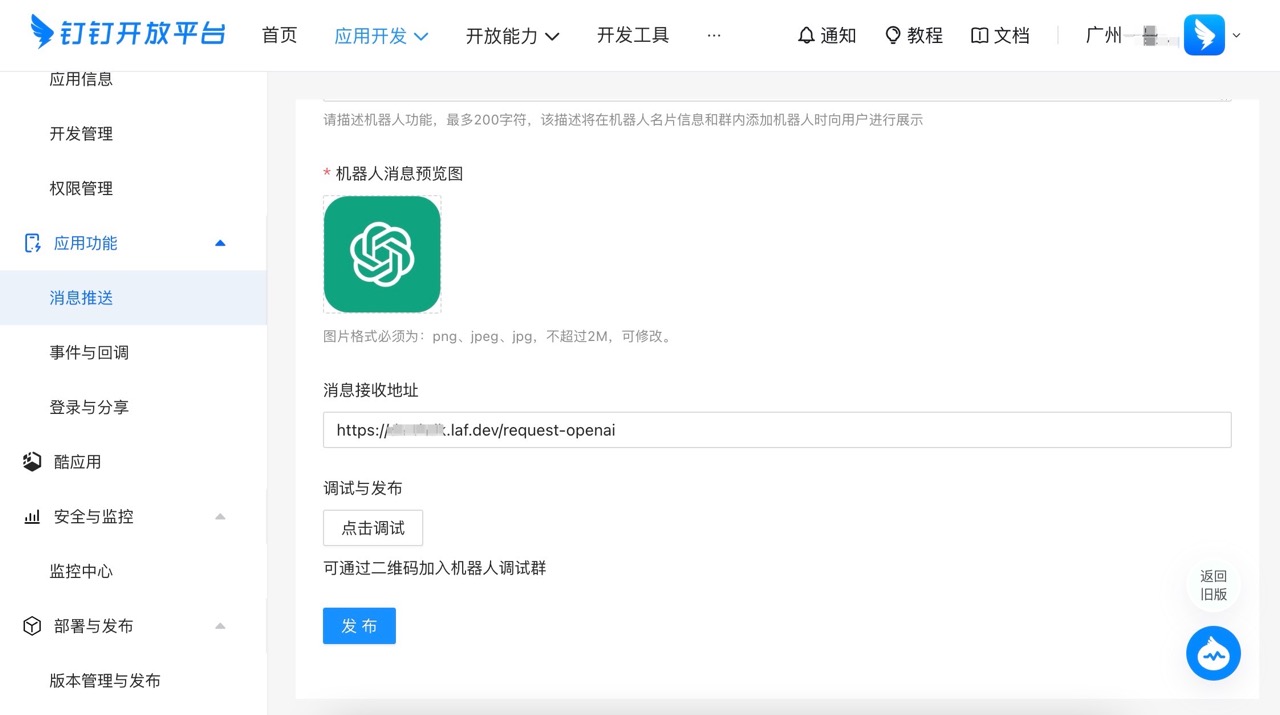 钉钉开放平台
首页
应用开发
开放能力
开发工具
...
通知
教程
文档
广州
应用信息
开发管理
权限管理
应用功能
消息推送
事件与回调
登录与分享
酷应用
安全与监控
监控中心
部署与发布
版本管理与发布
请描述机器人功能，最多200字符，该描述将在机器人名片信息和群内添加机器人时向用户进行展示
* 机器人消息预览图
图片格式必须为：png、jpeg、jpg，不超过2M，可修改。
消息接收地址
https:// .laf.dev/request-openai
调试与发布
点击调试
可通过二维码加入机器人调试群
发 布
返回
旧版